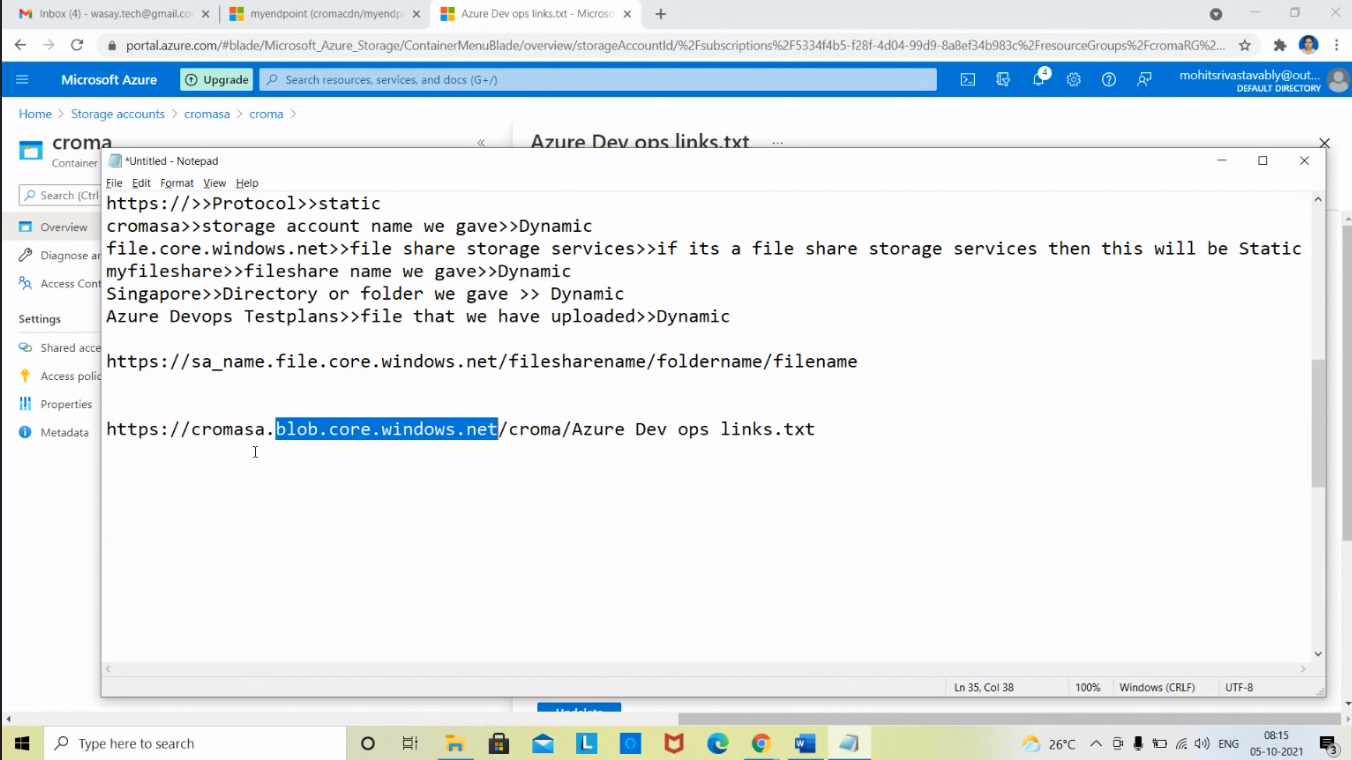 Inbox (4) - wasay.tech@gmail.co
myendpoint (cromacdn/myendp
Azure Dev ops links.txt - Microso
portal.azure.com/#blade/Microsoft_Azure_Storage/ContainerMenuBlade/overview/storageAccountId/%2Fsubscriptions%2F5334f4b5-f28f-4d04-99d9-8a8ef34b983c%2FresourceGroups%2FcromaRG%2...
Microsoft Azure
Upgrade
Search resources, services, and docs (G+/)
4
mohitsrivastavably@out...
DEFAULT DIRECTORY
Home > Storage accounts > cromasa > croma >
croma
Container
Azure Dev ops links.txt ...
Search (Ctrl
Overview
Diagnose an
Access Cont
Settings
Shared acce
Access polic
Properties
Metadata
*Untitled - Notepad
File Edit Format View Help
https://>>Protocol>>static
cromasa>>storage account name we gave>>Dynamic
file.core.windows.net>>file share storage services>>if its a file share storage services then this will be Static
myfileshare>>fileshare name we gave>>Dynamic
Singapore>>Directory or folder we gave >> Dynamic
Azure Devops Testplans>>file that we have uploaded>>Dynamic
https://sa_name.file.core.windows.net/filesharename/foldername/filename
https://cromasa.blob.core.windows.net/croma/Azure Dev ops links.txt
Ln 35, Col 38
100%
Windows (CRLF)
UTF-8
Type here to search
26°C
ENG
08:15
05-10-2021
3